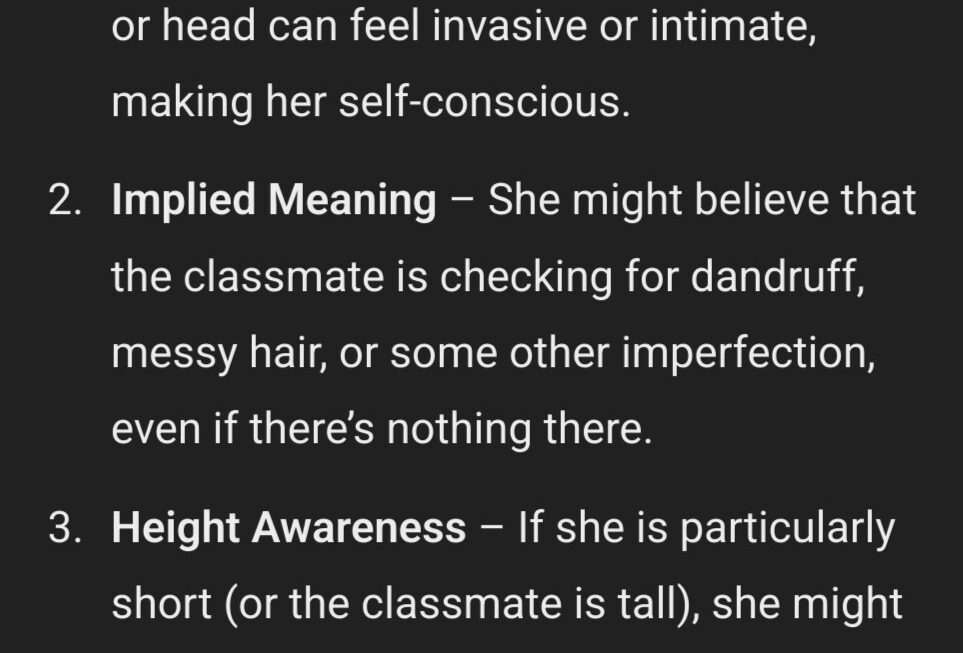 or head can feel invasive or intimate,
making her self-conscious.
2. Implied Meaning – She might believe that
the classmate is checking for dandruff,
messy hair, or some other imperfection,
even if there’s nothing there.
3. Height Awareness – If she is particularly
short (or the classmate is tall), she might